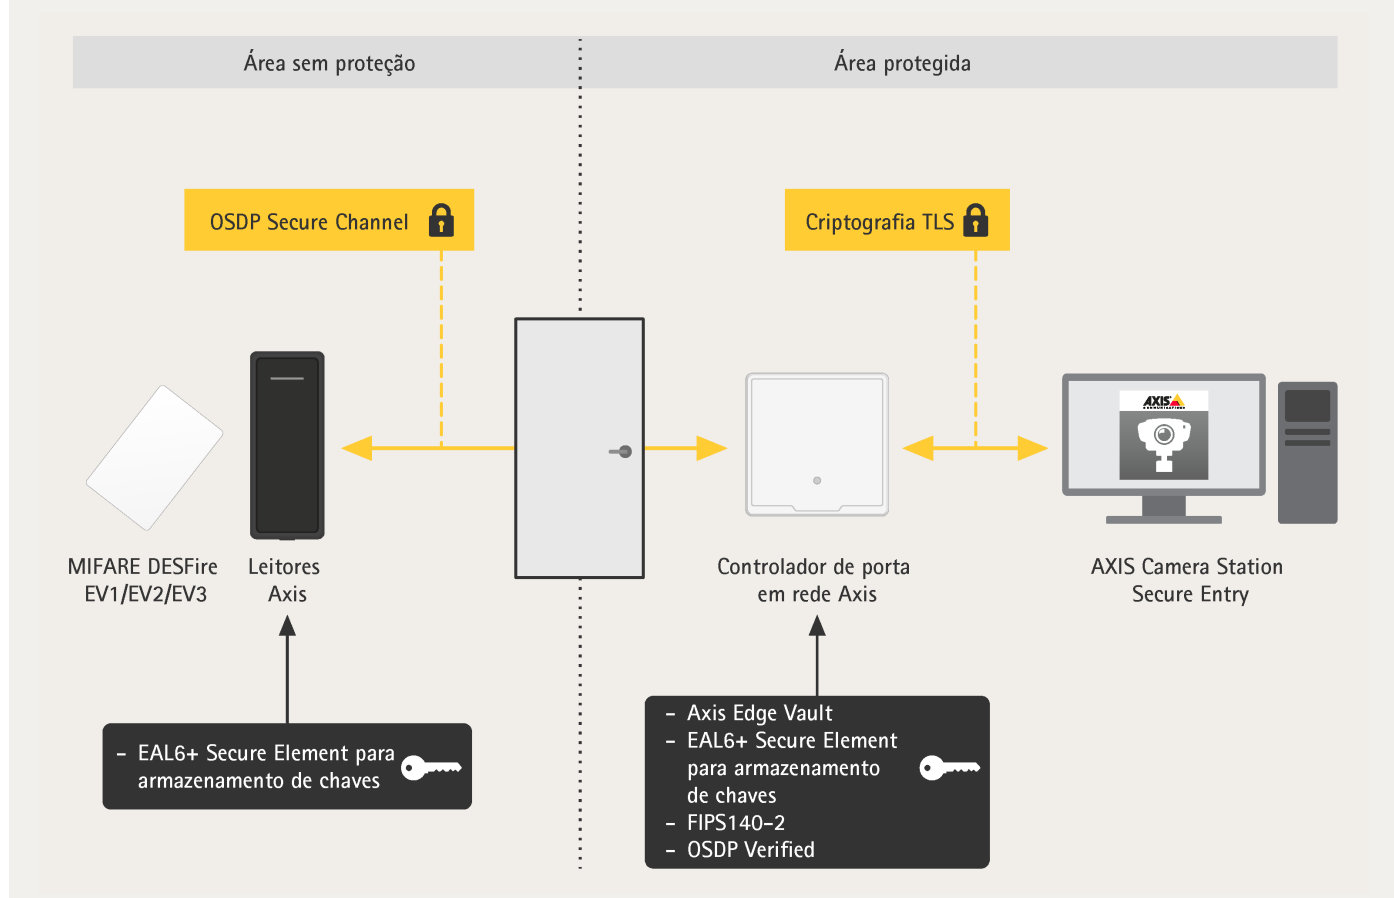 Área sem proteção
Área protegida
OSDP Secure Channel
Criptografia TLS
AXIS
COMMUNICATIONS
MIFARE DESFire
EV1/EV2/EV3
Leitores
Axis
Controlador de porta
em rede Axis
AXIS Camera Station
Secure Entry
– EAL6+ Secure Element para
armazenamento de chaves
– Axis Edge Vault
– EAL6+ Secure Element
para armazenamento
de chaves
– FIPS140-2
– OSDP Verified